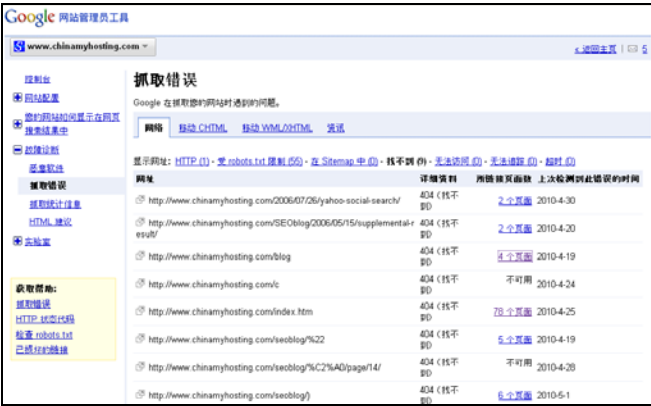 Google 网站管理员工具
www.chinamyhosting.com
« 返回主页 | 5
控制台
网站配置
您的网站如何显示在网页
搜索结果中
故障诊断
恶意软件
抓取错误
抓取统计信息
HTML 建议
实验室
获取帮助:
抓取错误
HTTP 状态代码
检查 robots.txt
已损坏的链接
抓取错误
Google 在抓取您的网站时遇到的问题。
网络 移动 CHTML 移动 WML/XHTML 资讯
显示网址: HTTP (1) - 受 robots.txt 限制 (55) - 在 Sitemap 中 (0) - 找不到 (9) - 无法访问 (0) - 无法追踪 (0) - 超时 (0)
网址 详细资料 所链接页面数 上次检测到此错误的时间
http://www.chinamyhosting.com/2006/07/26/yahoo-social-search/ 404 (找不 2 个页面 2010-4-30
到)
http://www.chinamyhosting.com/SEOblog/2006/05/15/supplemental-r 404 (找不 2 个页面 2010-4-20
esult/ 到)
http://www.chinamyhosting.com/blog 404 (找不 4 个页面 2010-4-19
到)
http://www.chinamyhosting.com/c 404 (找不 不可用 2010-4-24
到)
http://www.chinamyhosting.com/index.htm 404 (找不 78 个页面 2010-4-25
到)
http://www.chinamyhosting.com/seoblog/%22 404 (找不 5 个页面 2010-4-19
到)
http://www.chinamyhosting.com/seoblog/%C2%A0/page/14/ 404 (找不 不可用 2010-4-28
到)
http://www.chinamyhosting.com/seoblog/) 404 (找不 6 个页面 2010-5-1
到)